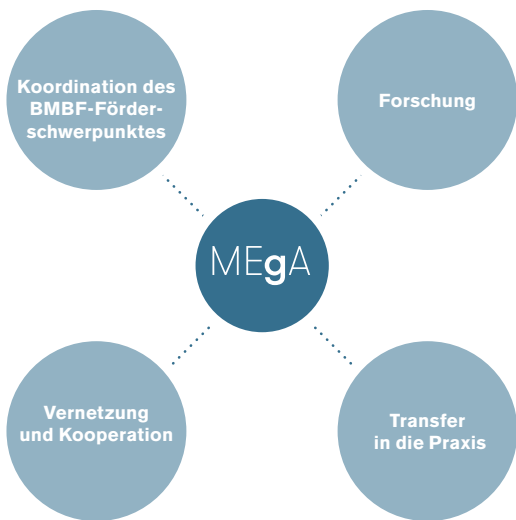 Koordination des
BMBF-Förder-
schwerpunktes
Forschung
MEgA
Vernetzung
und Kooperation
Transfer
in die Praxis